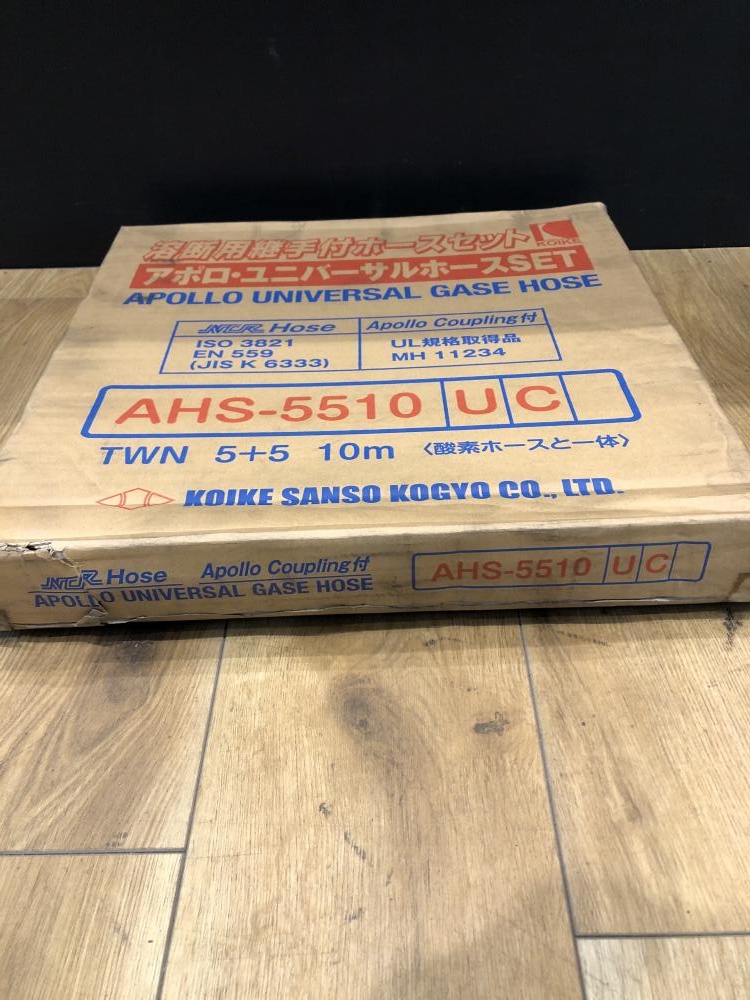 溶断用継手付ホースセット
KOIKE
アポロ・ユニバーサルホースSET
APOLLO UNIVERSAL GASE HOSE
NCR Hose
Apollo Coupling付
ISO 3821
EN 559
(JIS K 6333)
UL規格取得品
MH 11234
AHS-5510 U C
TWN 5+5 10m 〈酸素ホースと一体〉
KOIKE SANSO KOGYO CO., LTD.
NCR Hose Apollo Coupling付
APOLLO UNIVERSAL GASE HOSE
AHS-5510 U C